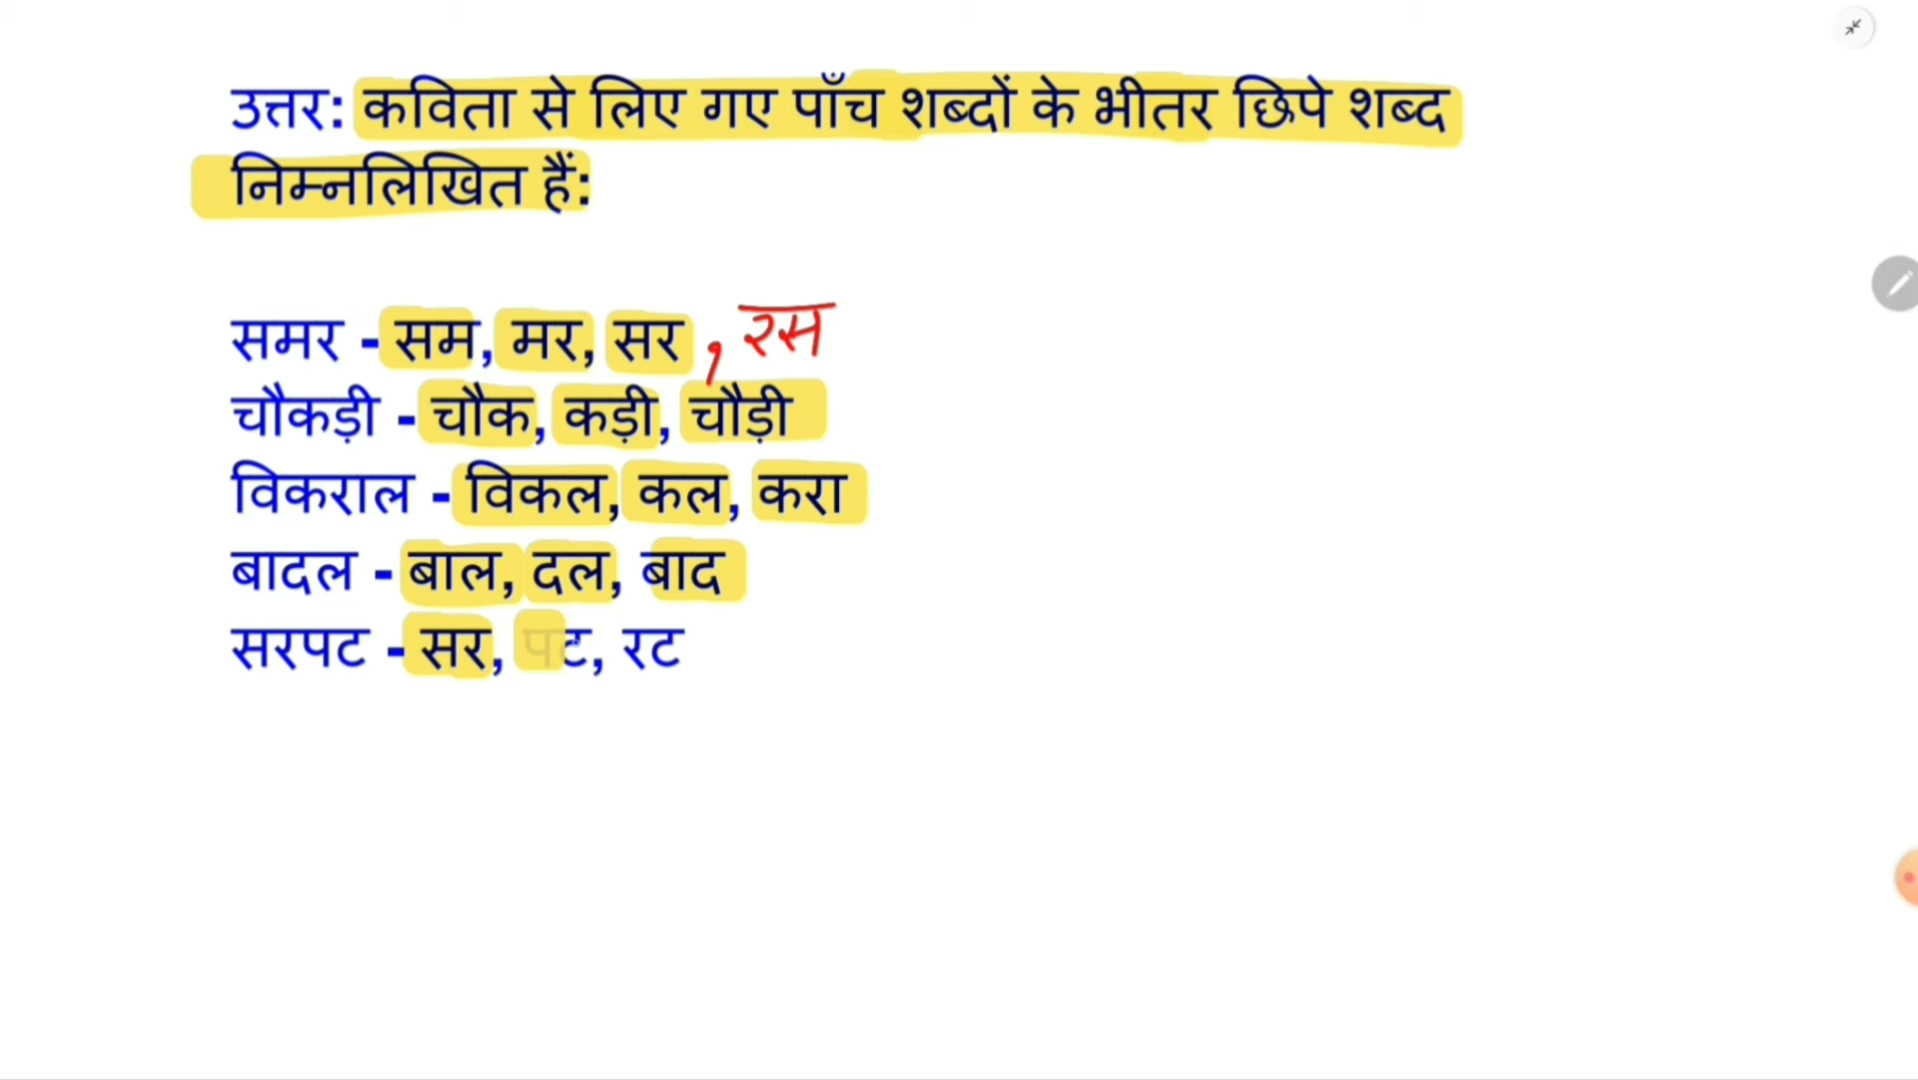 उत्तर: कविता से लिए गए पाँच शब्दों के भीतर छिपे शब्द
निम्नलिखित हैं:
समर - सम, मर, सर , रस
चौकड़ी - चौक, कड़ी, चौड़ी
विकराल - विकल, कल, करा
बादल - बाल, दल, बाद
सरपट - सर, पट, रट